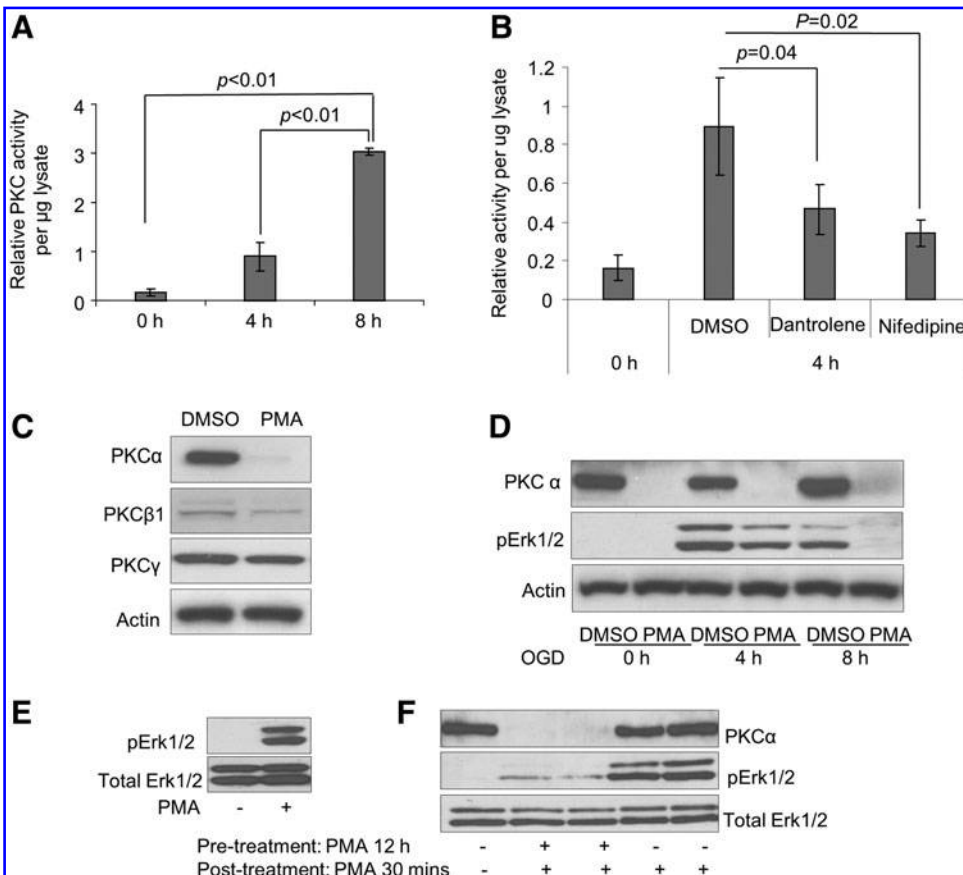 A
Relative PKC activity
per µg lysate
p<0.01
p<0.01
4
3
2
1
0
0 h
4 h
8 h
B
Relative activity per ug lysate
P=0.02
p=0.04
1.2
1
0.8
0.6
0.4
0.2
0
DMSO
Dantrolene
Nifedipine
0 h
4 h
C
DMSO
PMA
PKCα
PKCβ1
PKCγ
Actin
D
PKC α
pErk1/2
Actin
DMSO PMA DMSO PMA DMSO PMA
OGD 0 h 4 h 8 h
E
pErk1/2
Total Erk1/2
PMA - +
F
PKCα
pErk1/2
Total Erk1/2
Pre-treatment: PMA 12 h - + + - -
Post-treatment: PMA 30 mins - + + + +